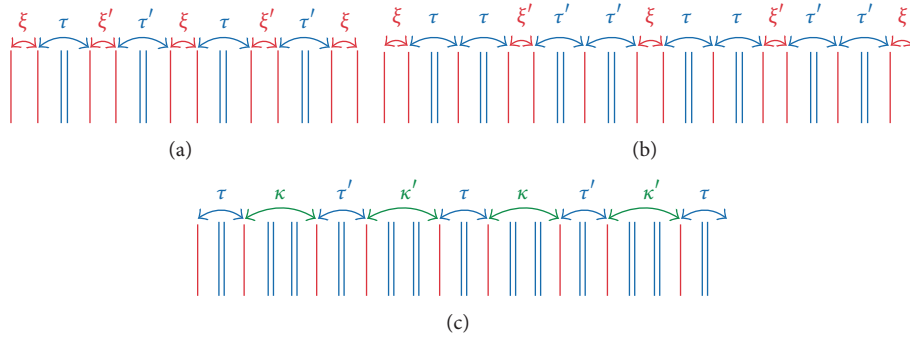 ξ τ ξ′ τ′ ξ τ ξ′ τ′ ξ
ξ τ τ ξ′ τ′ τ′ ξ τ τ ξ′ τ′ τ′ ξ
(a)
(b)
τ κ τ′ κ′ τ κ τ′ κ′ τ
(c)